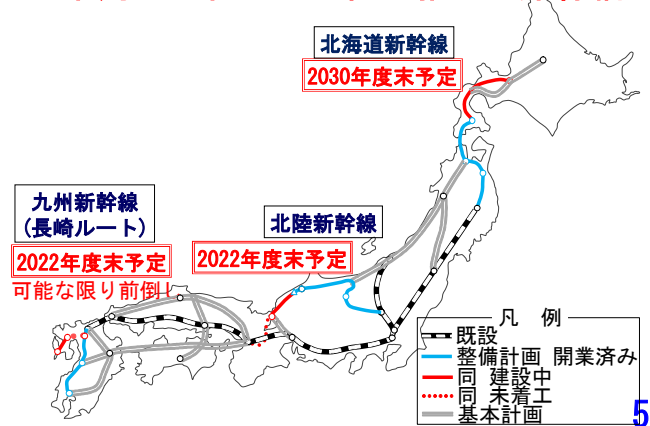 北海道新幹線
2030年度末予定
九州新幹線
(長崎ルート)
2022年度末予定
可能な限り前倒し
北陸新幹線
2022年度末予定
凡 例
既設
整備計画 開業済み
同 建設中
同 未着工
基本計画
5